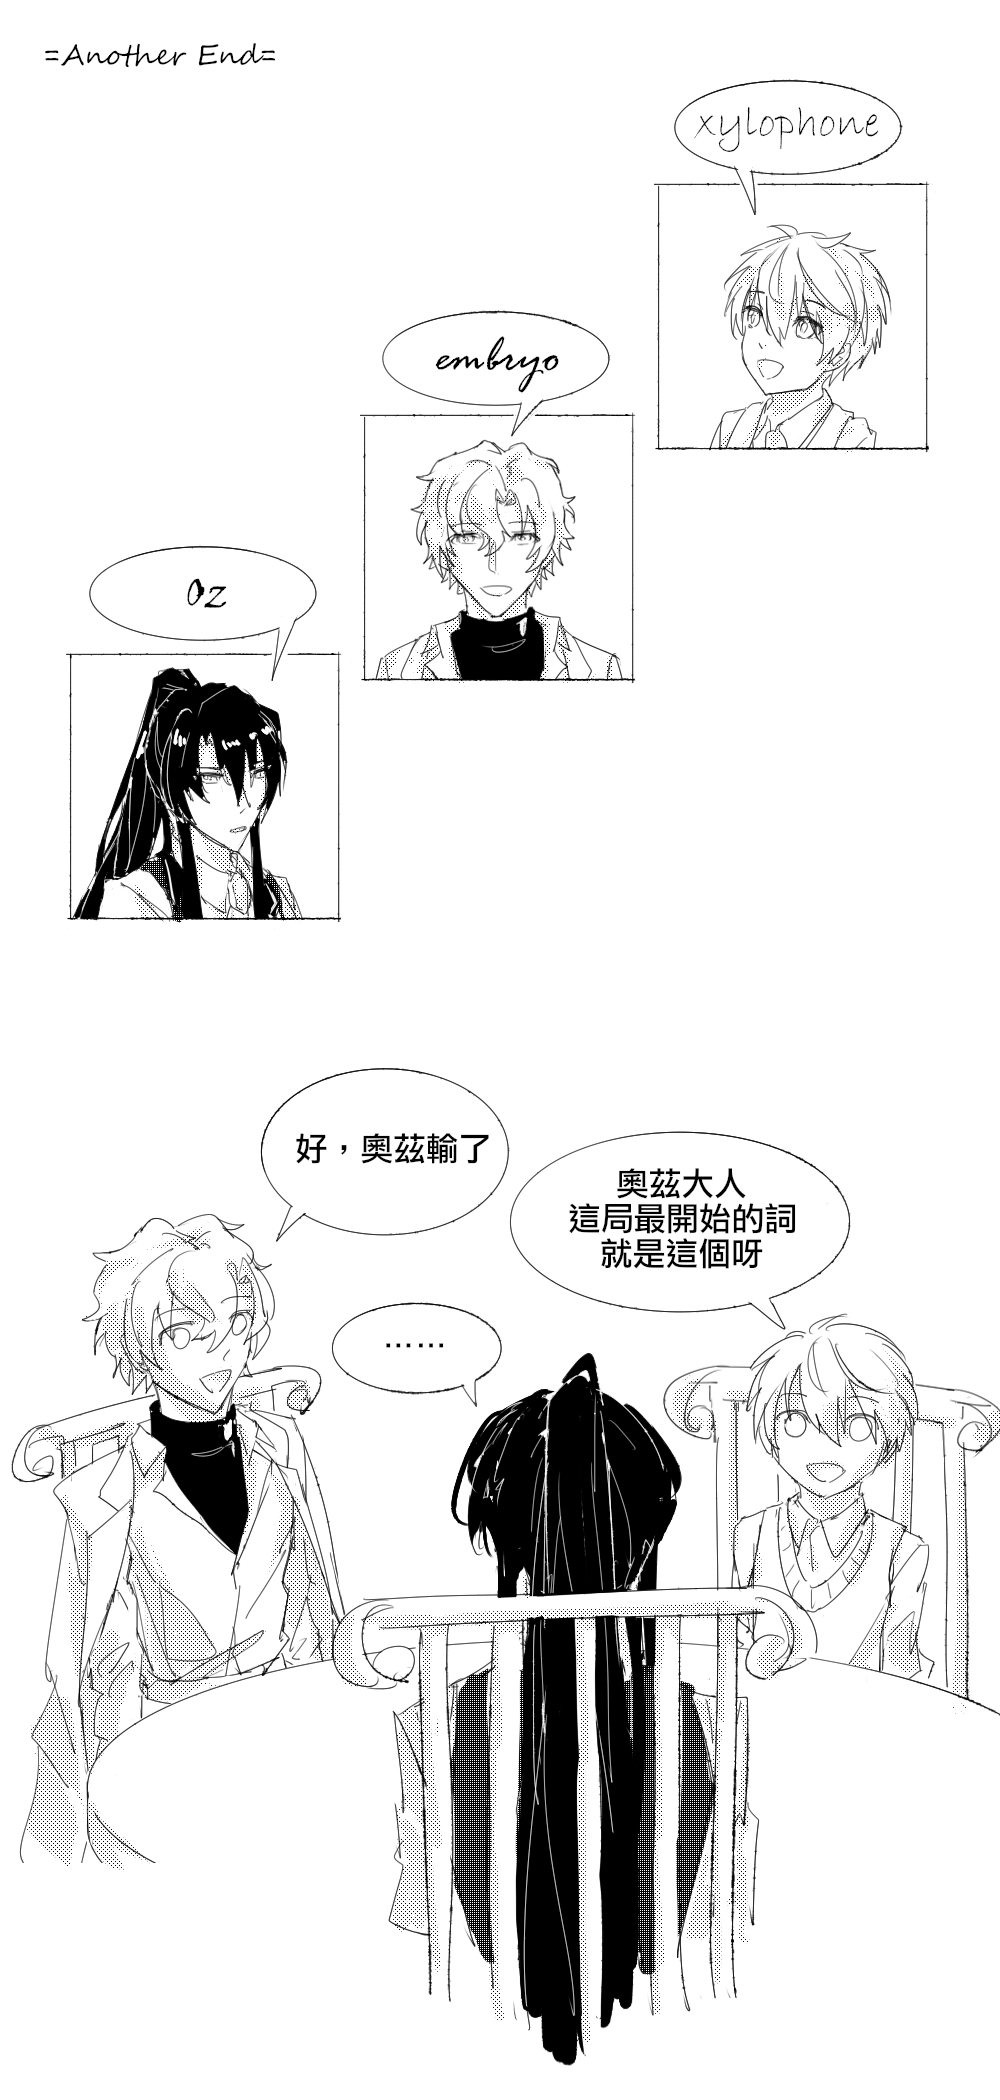 =Another End=
xylophone
embryo
Oz
好，奧茲輸了
奧茲大人
這局最開始的詞
就是這個呀
……